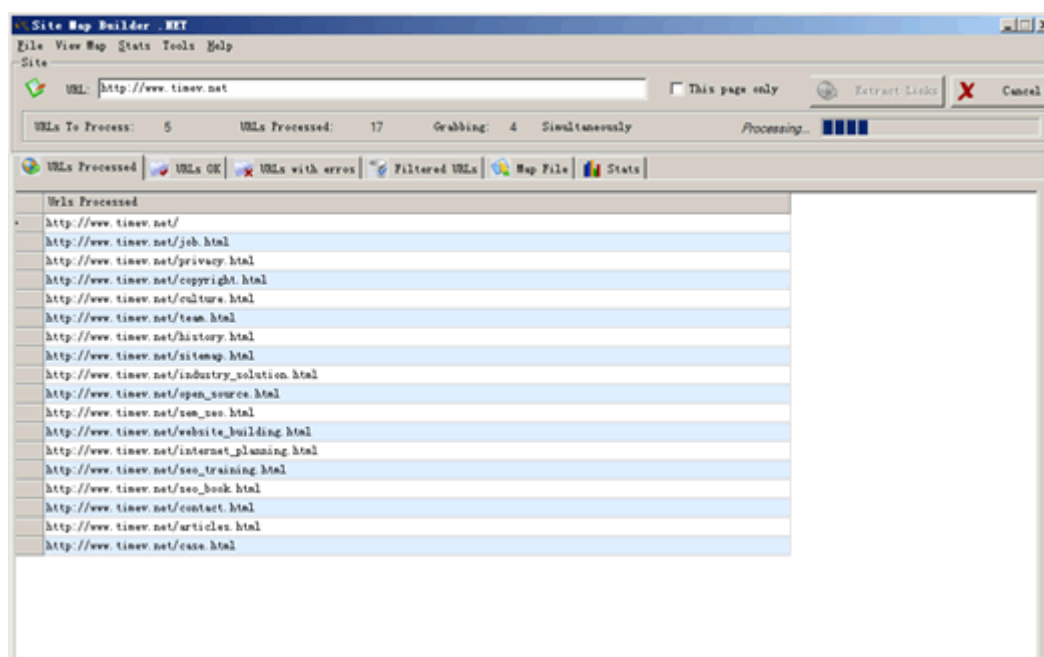 Site Map Builder .NET
File View Map Stats Tools Help
Site
URL: http://www.timev.net This page only Extract Links Cancel
URLs To Process: 5 URLs Processed: 17 Grabbing: 4 Simultaneously Processing...
URLs Processed URLs OK URLs with erros Filtered URLs Map File Stats
Urls Processed
http://www.timev.net/
http://www.timev.net/job.html
http://www.timev.net/privacy.html
http://www.timev.net/copyright.html
http://www.timev.net/culture.html
http://www.timev.net/team.html
http://www.timev.net/history.html
http://www.timev.net/sitemap.html
http://www.timev.net/industry_solution.html
http://www.timev.net/open_source.html
http://www.timev.net/sem_seo.html
http://www.timev.net/website_building.html
http://www.timev.net/internet_planning.html
http://www.timev.net/seo_training.html
http://www.timev.net/seo_book.html
http://www.timev.net/contact.html
http://www.timev.net/articles.html
http://www.timev.net/case.html